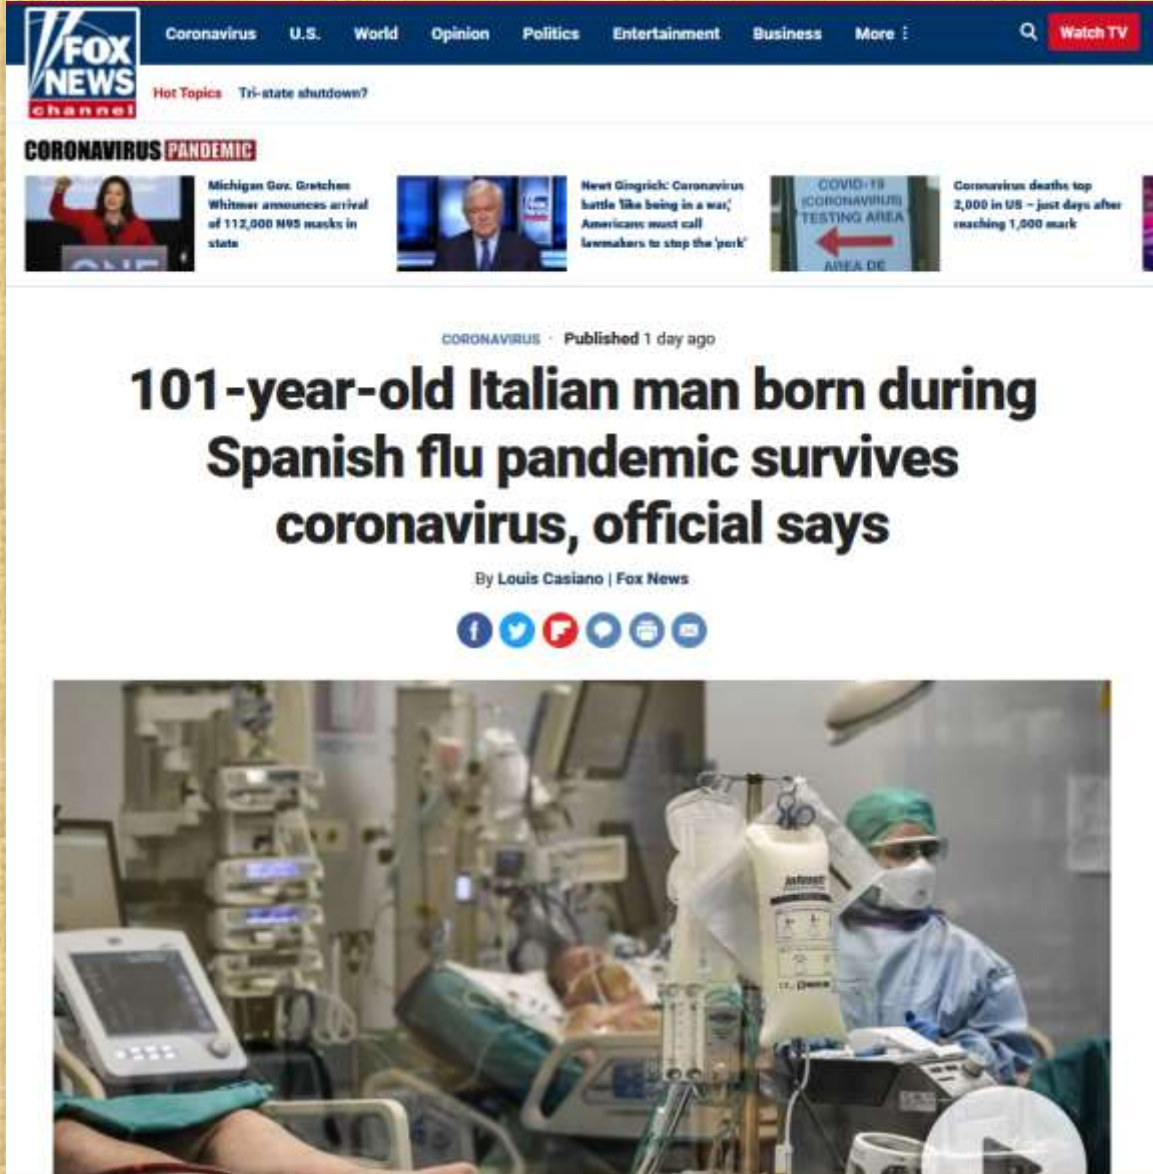 FOX
NEWS
channel
Coronavirus U.S. World Opinion Politics Entertainment Business More Watch TV
Hot Topics Tri-state shutdown?
CORONAVIRUS PANDEMIC
Michigan Gov. Gretchen
Whitmer announces arrival
of 112,000 N95 masks in
state
ONE
Newt Gingrich: Coronavirus
battle 'like being in a war,'
Americans must call
lawmakers to stop the 'pork'
COVID-19
(CORONAVIRUS)
TESTING AREA
AREA DE
Coronavirus deaths top
2,000 in US – just days after
reaching 1,000 mark
CORONAVIRUS · Published 1 day ago
101-year-old Italian man born during
Spanish flu pandemic survives
coronavirus, official says
By Louis Casiano | Fox News